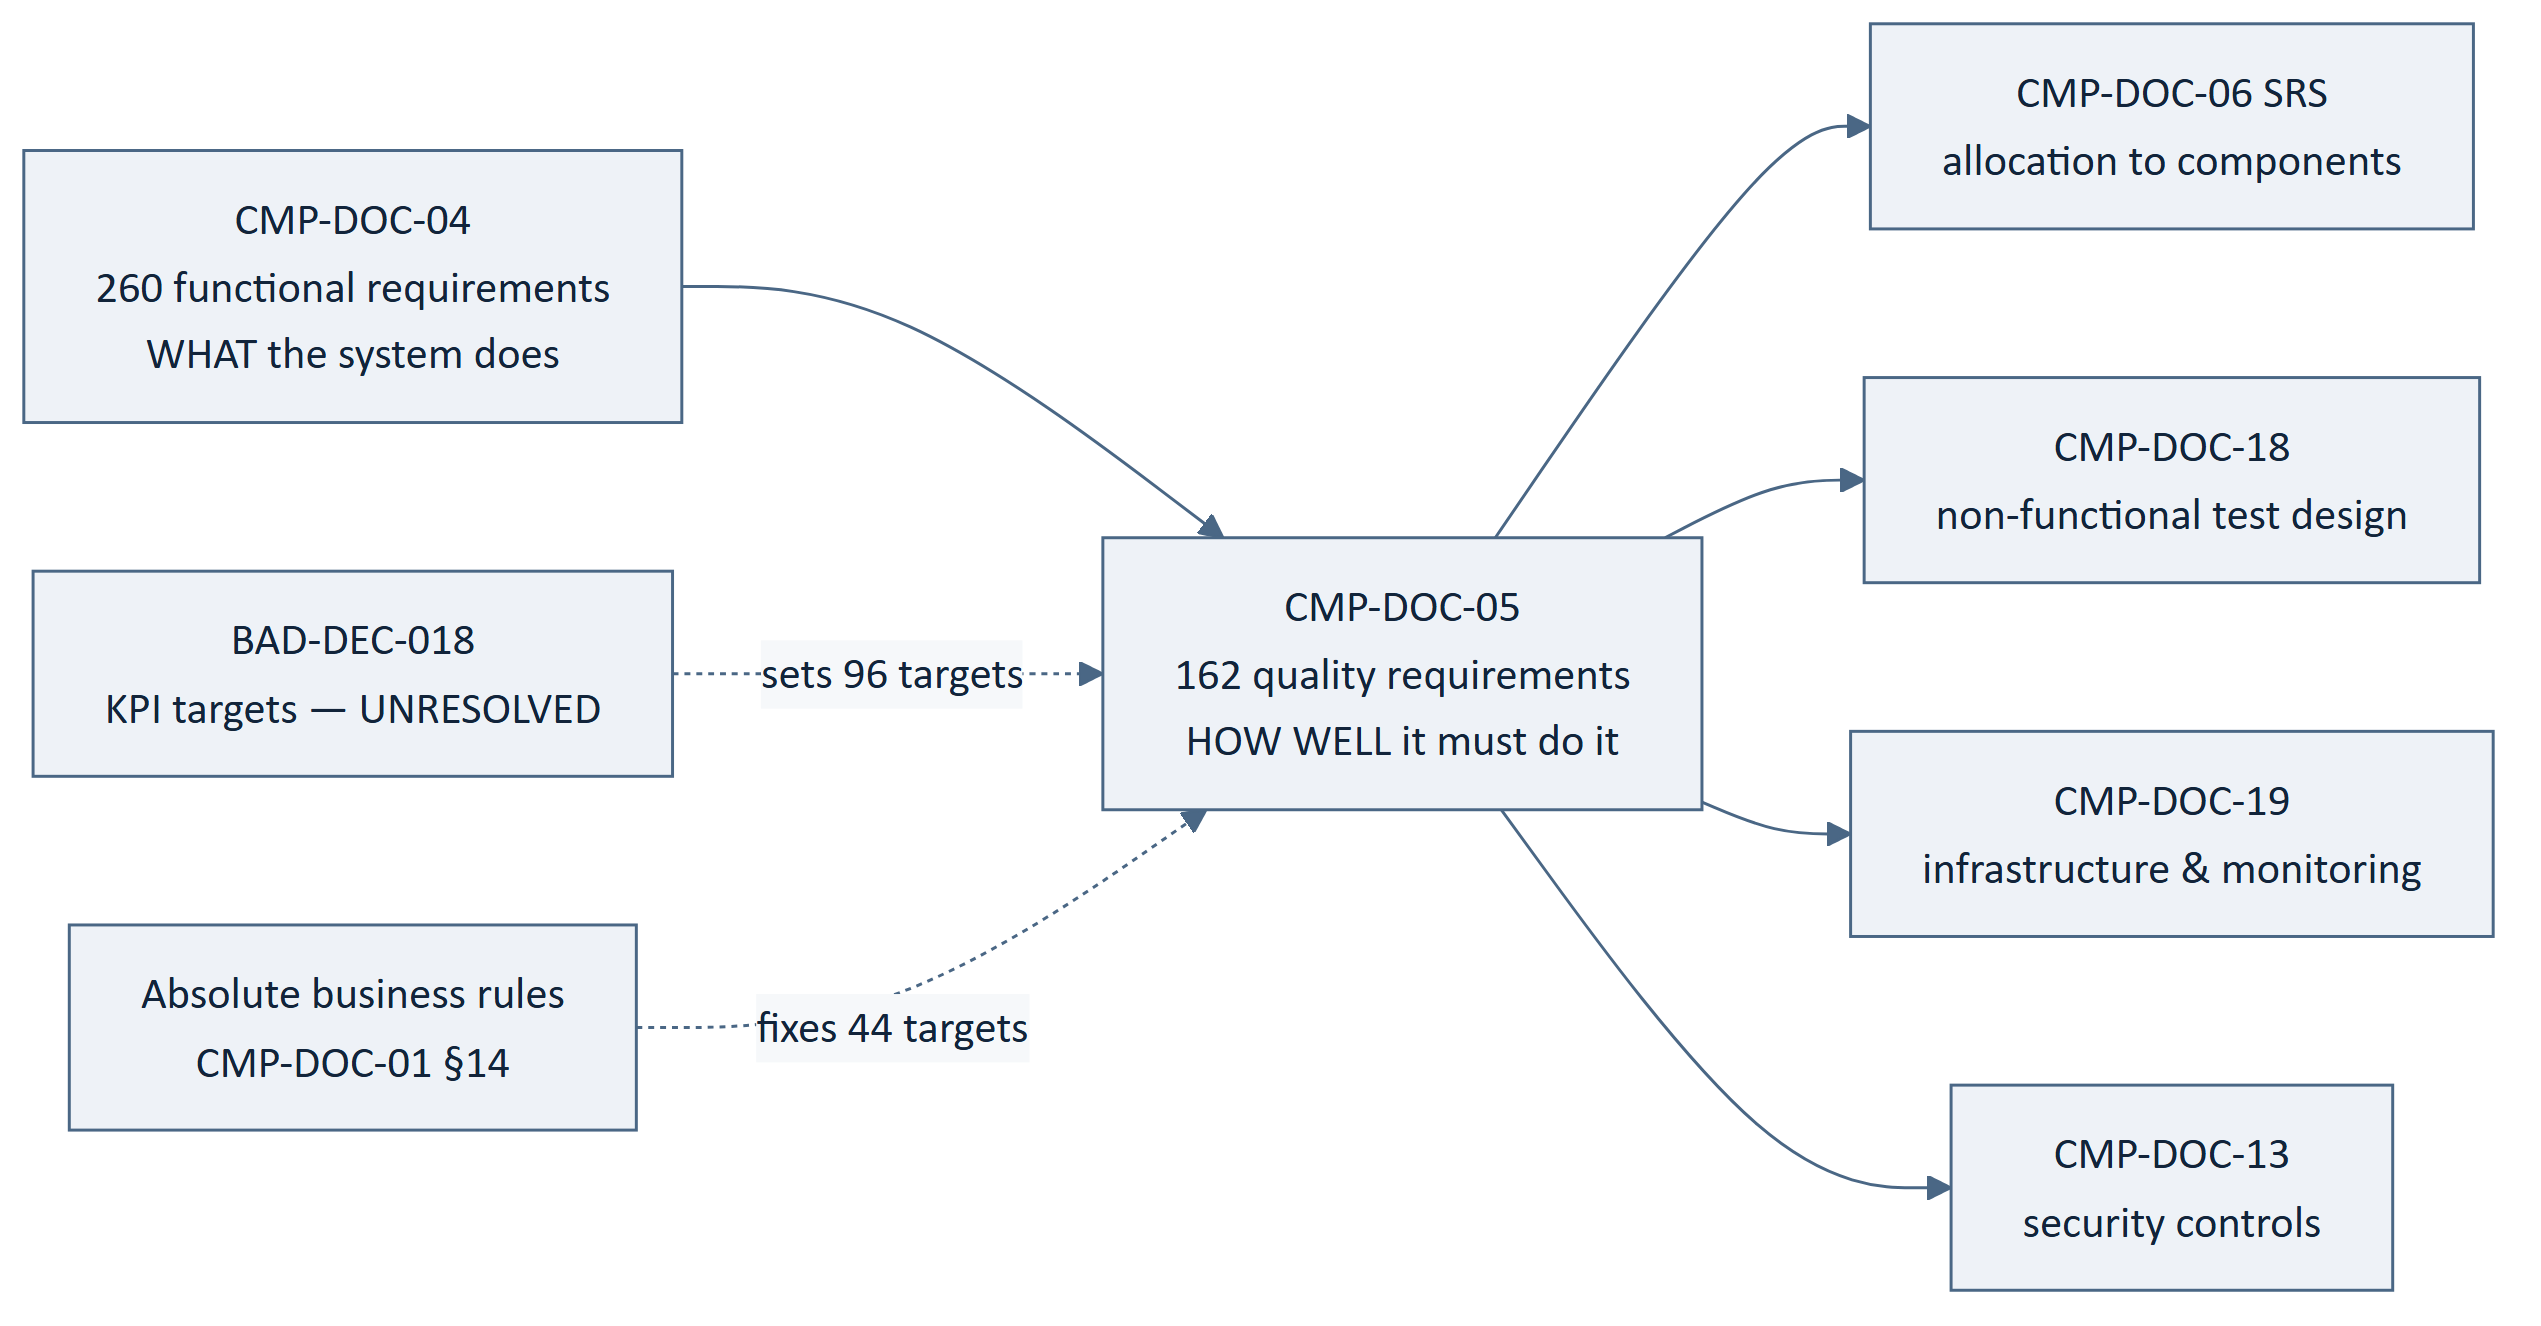 CMP-DOC-04
260 functional requirements
WHAT the system does
BAD-DEC-018
KPI targets — UNRESOLVED
Absolute business rules
CMP-DOC-01 §14
sets 96 targets
fixes 44 targets
CMP-DOC-05
162 quality requirements
HOW WELL it must do it
CMP-DOC-06 SRS
allocation to components
CMP-DOC-18
non-functional test design
CMP-DOC-19
infrastructure & monitoring
CMP-DOC-13
security controls